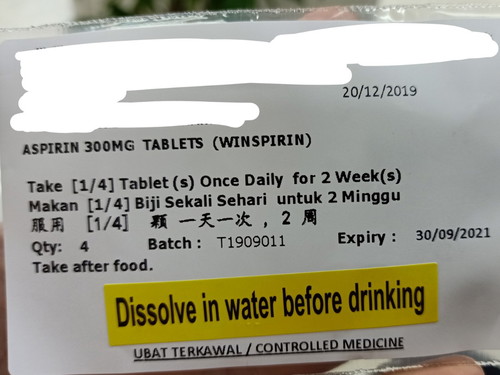 20/12/2019
ASPIRIN 300MG TABLETS (WINSPIRIN)
Take [1/4] Tablet (s) Once Daily for 2 Week(s)
Makan [1/4] Biji Sekali Sehari untuk 2 Minggu
服用 [1/4] 顆 一天一次 , 2 周
Qty: 4 Batch : T1909011 Expiry : 30/09/2021
Take after food.
Dissolve in water before drinking
UBAT TERKAWAL / CONTROLLED MEDICINE